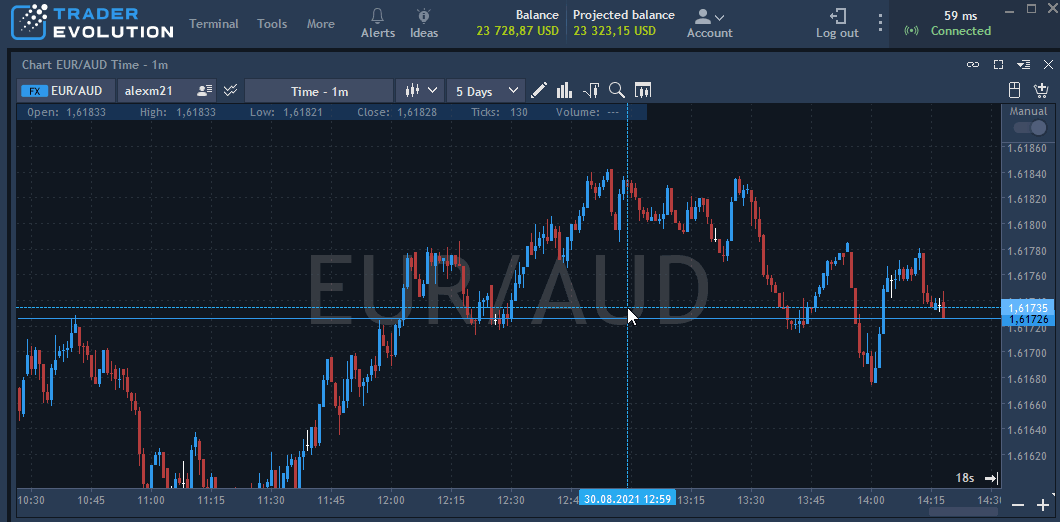 TRADER
EVOLUTION
Terminal Tools More
Alerts
Ideas
Balance
23 728,87 USD
Projected balance
23 323,15 USD
Account
Log out
59 ms
Connected
Chart EUR/AUD Time - 1m
FX EUR/AUD alexm21 Time - 1m 5 Days
Open: 1,61833 High: 1,61833 Low: 1,61821 Close: 1,61828 Ticks: 130 Volume: ---
Manual
EUR/AUD
1.61860
1.61840
1.61820
1.61800
1.61780
1.61760
1,61735
1,61726
1.61720
1.61700
1.61680
1.61660
1.61640
1.61620
18s
10:30 10:45 11:00 11:15 11:30 11:45 12:00 12:15 12:30 12:4 30.08.2021 12:59 13:15 13:30 13:45 14:00 14:15 14:30